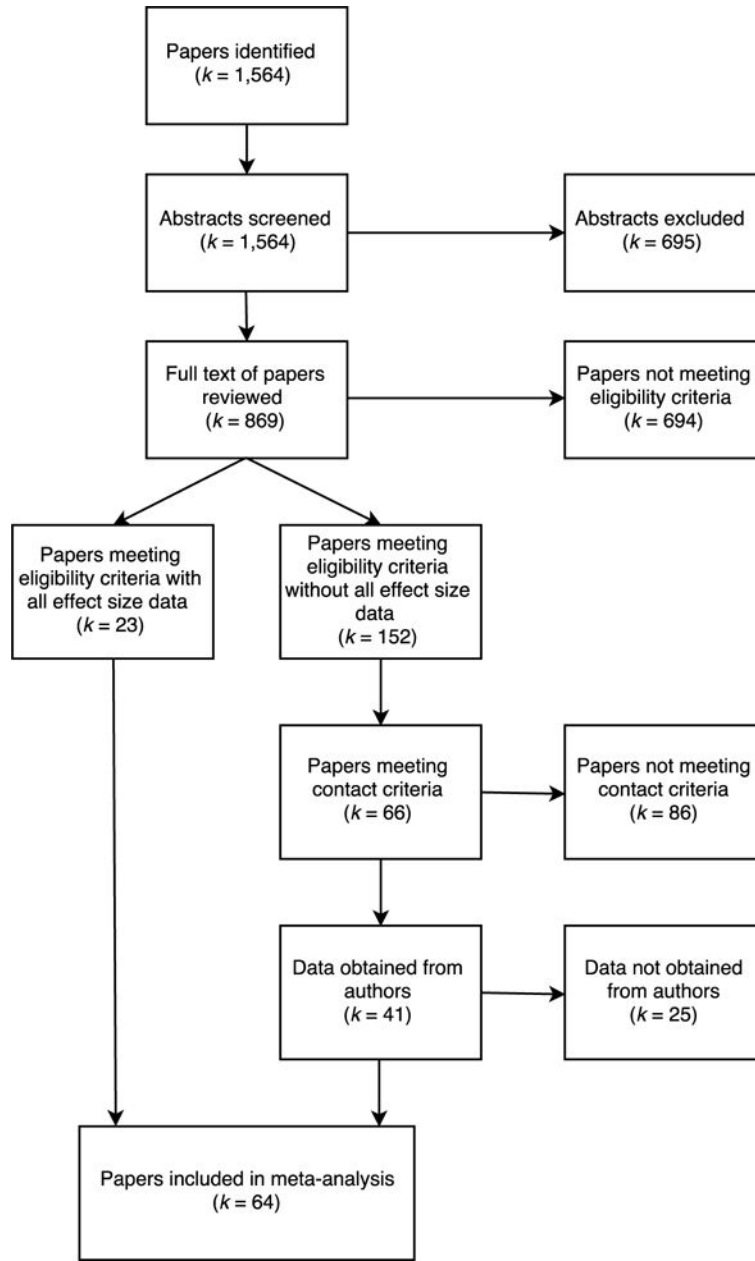 Papers identified
(k = 1,564)
Abstracts screened
(k = 1,564)
Abstracts excluded
(k = 695)
Full text of papers
reviewed
(k = 869)
Papers not meeting
eligibility criteria
(k = 694)
Papers meeting
eligibility criteria with
all effect size data
(k = 23)
Papers meeting
eligibility criteria
without all effect size
data
(k = 152)
Papers meeting
contact criteria
(k = 66)
Papers not meeting
contact criteria
(k = 86)
Data obtained from
authors
(k = 41)
Data not obtained
from authors
(k = 25)
Papers included in meta-analysis
(k = 64)